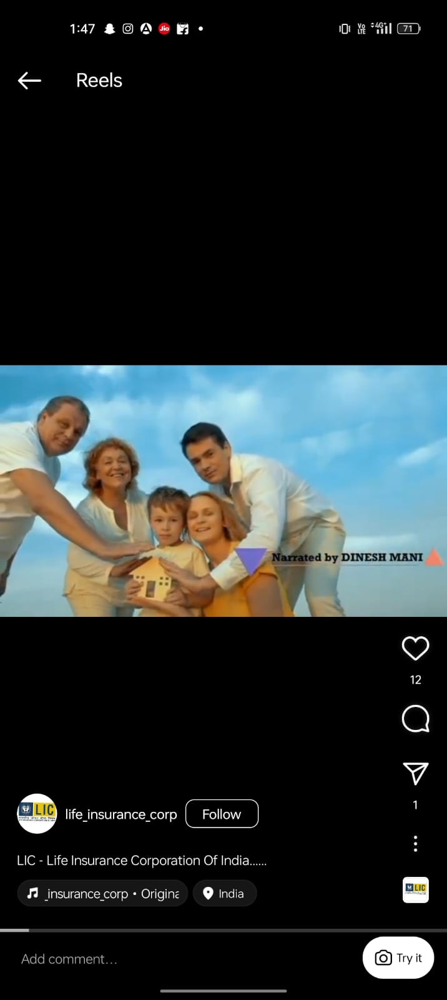 1:47
Jio
VO
LTE
4G+
71
Reels
Narrated by DINESH MANI
12
1
LIC
life_insurance_corp
Follow
LIC - Life Insurance Corporation Of India......
_insurance_corp • Origina
India
LIC
Add comment...
Try it